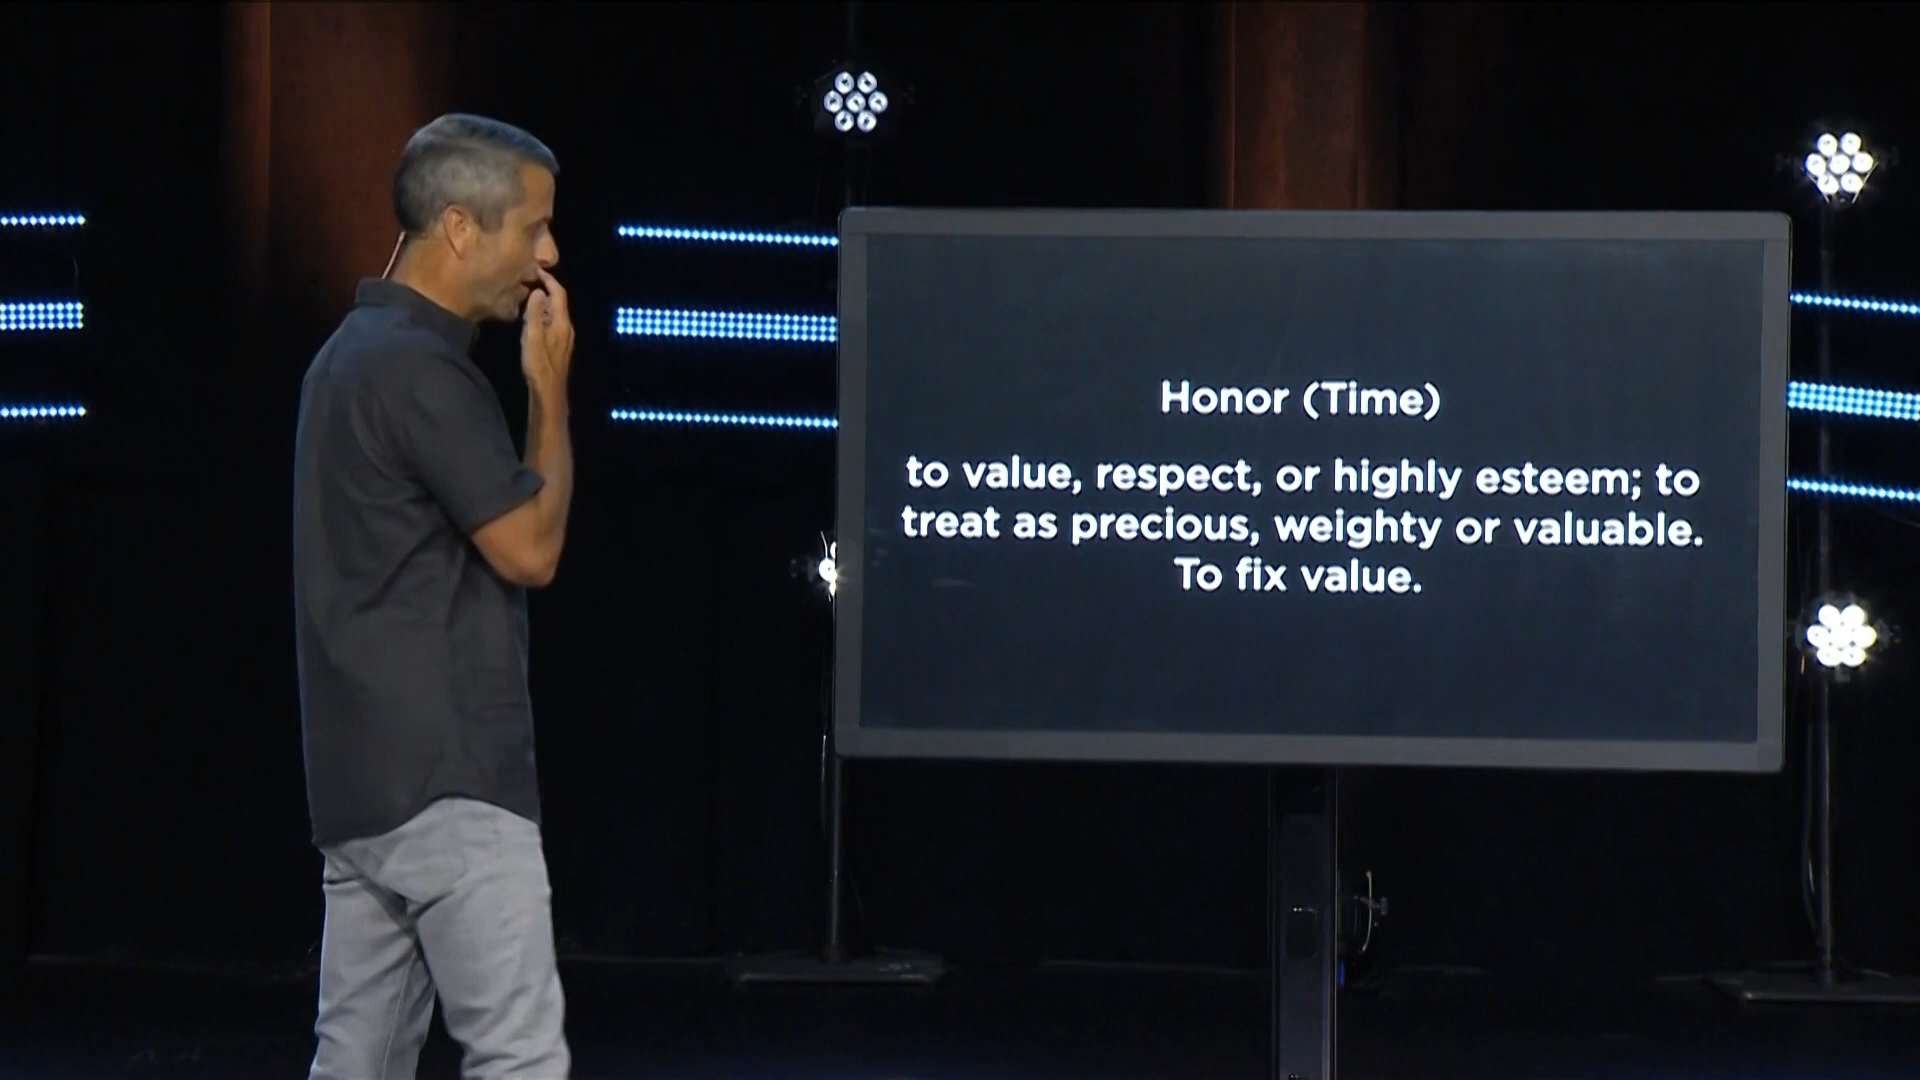 Honor (Time)
to value, respect, or highly esteem; to
treat as precious, weighty or valuable.
To fix value.